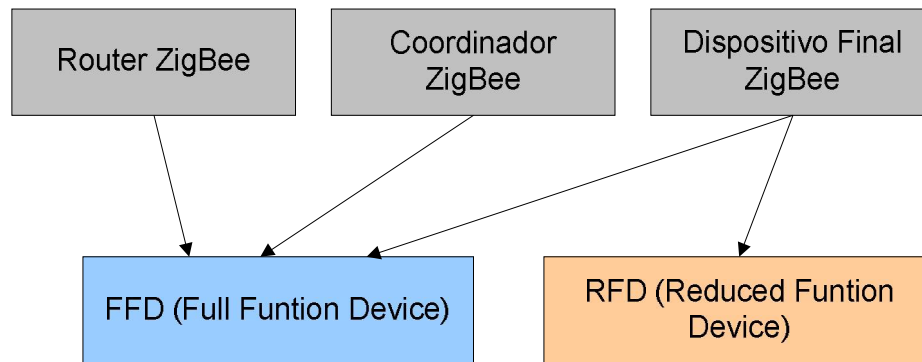 Router ZigBee
Coordinador
ZigBee
Dispositivo Final
ZigBee
FFD (Full Funtion Device)
RFD (Reduced Funtion
Device)